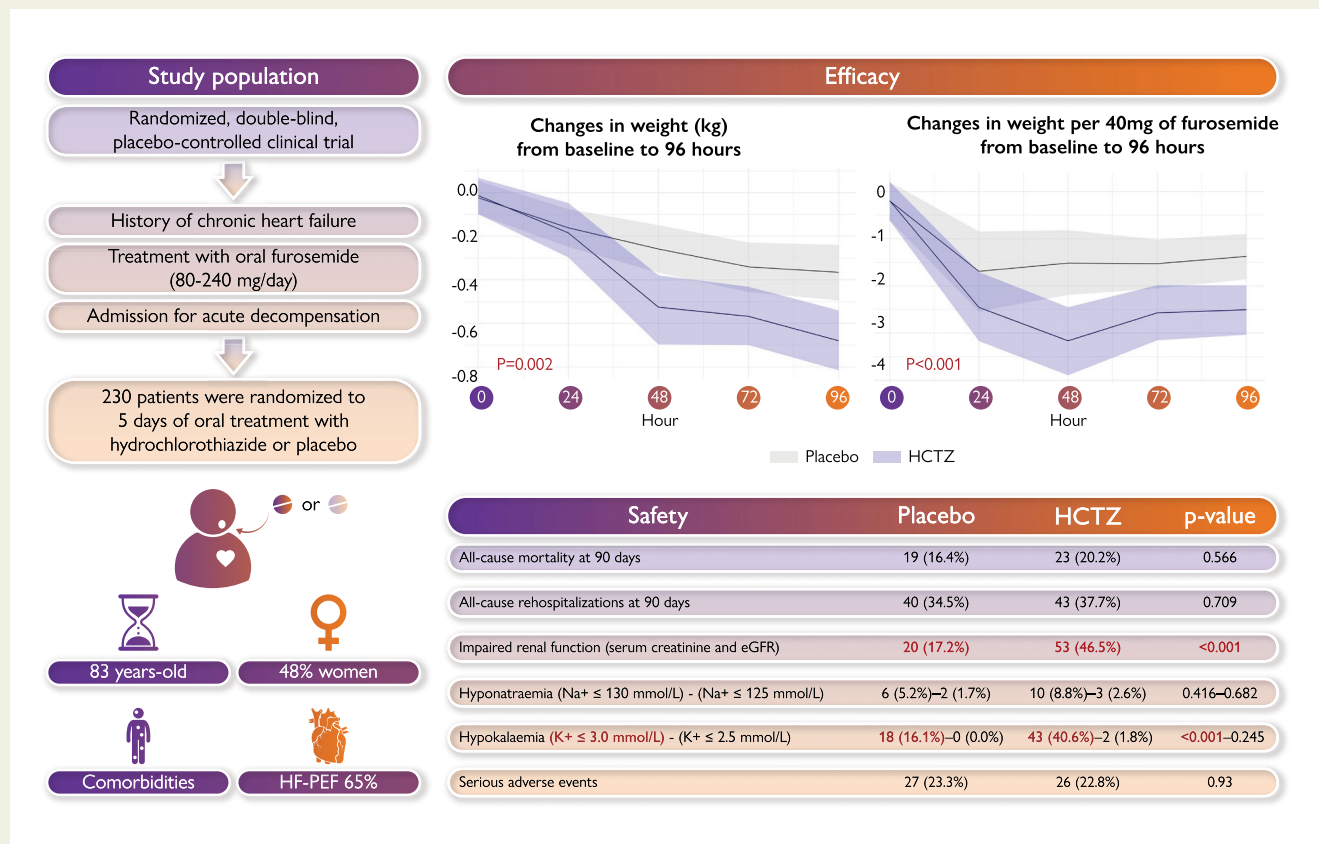 Study population
Randomized, double-blind,
placebo-controlled clinical trial
History of chronic heart failure
Treatment with oral furosemide
(80-240 mg/day)
Admission for acute decompensation
230 patients were randomized to
5 days of oral treatment with
hydrochlorothiazide or placebo
or
83 years-old
48% women
Comorbidities
HF-PEF 65%
Efficacy
Changes in weight (kg)
from baseline to 96 hours
0.0
-0.2
-0.4
-0.6
-0.8
P=0.002
0 24 48 72 96
Hour
Changes in weight per 40mg of furosemide
from baseline to 96 hours
0
-1
-2
-3
-4
P<0.001
0 24 48 72 96
Hour
Placebo HCTZ
Safety Placebo HCTZ p-value
All-cause mortality at 90 days 19 (16.4%) 23 (20.2%) 0.566
All-cause rehospitalizations at 90 days 40 (34.5%) 43 (37.7%) 0.709
Impaired renal function (serum creatinine and eGFR) 20 (17.2%) 53 (46.5%) <0.001
Hyponatraemia (Na+ ≤ 130 mmol/L) - (Na+ ≤ 125 mmol/L) 6 (5.2%)–2 (1.7%) 10 (8.8%)–3 (2.6%) 0.416–0.682
Hypokalaemia (K+ ≤ 3.0 mmol/L) - (K+ ≤ 2.5 mmol/L) 18 (16.1%)–0 (0.0%) 43 (40.6%)–2 (1.8%) <0.001–0.245
Serious adverse events 27 (23.3%) 26 (22.8%) 0.93